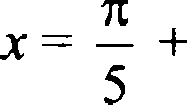 x = π/5 +